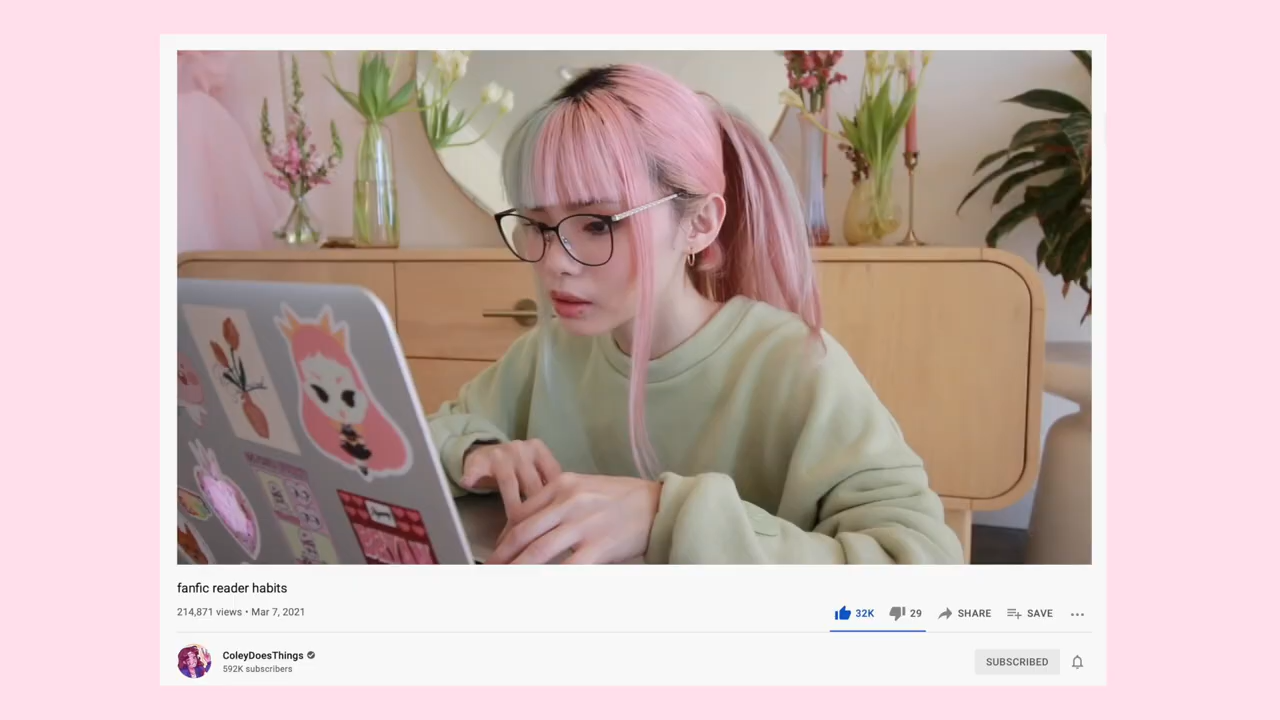 fanfic reader habits
214,871 views • Mar 7, 2021
32K 29 SHARE SAVE
ColeyDoesThings
592K subscribers
SUBSCRIBED